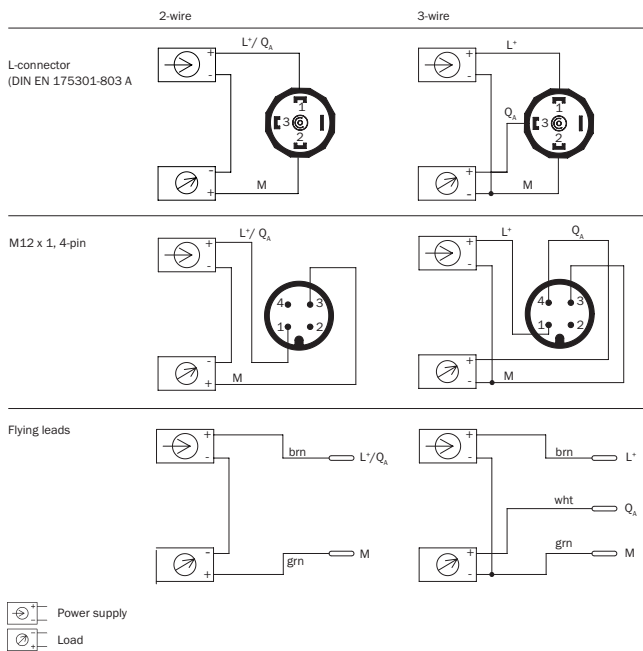 2-wire 3-wire
L-connector
(DIN EN 175301-803 A
L+/ QA L+
+ - + -
1 3 2 1 3 2
QA
- + + -
M M
M12 x 1, 4-pin
L+/ QA L+ QA
+ - + -
4 3 1 2 4 3 1 2
- + + -
M M
Flying leads
+ - + -
brn L+/QA brn L+
wht QA
- + + -
grn M grn M
+ - Power supply
- + Load